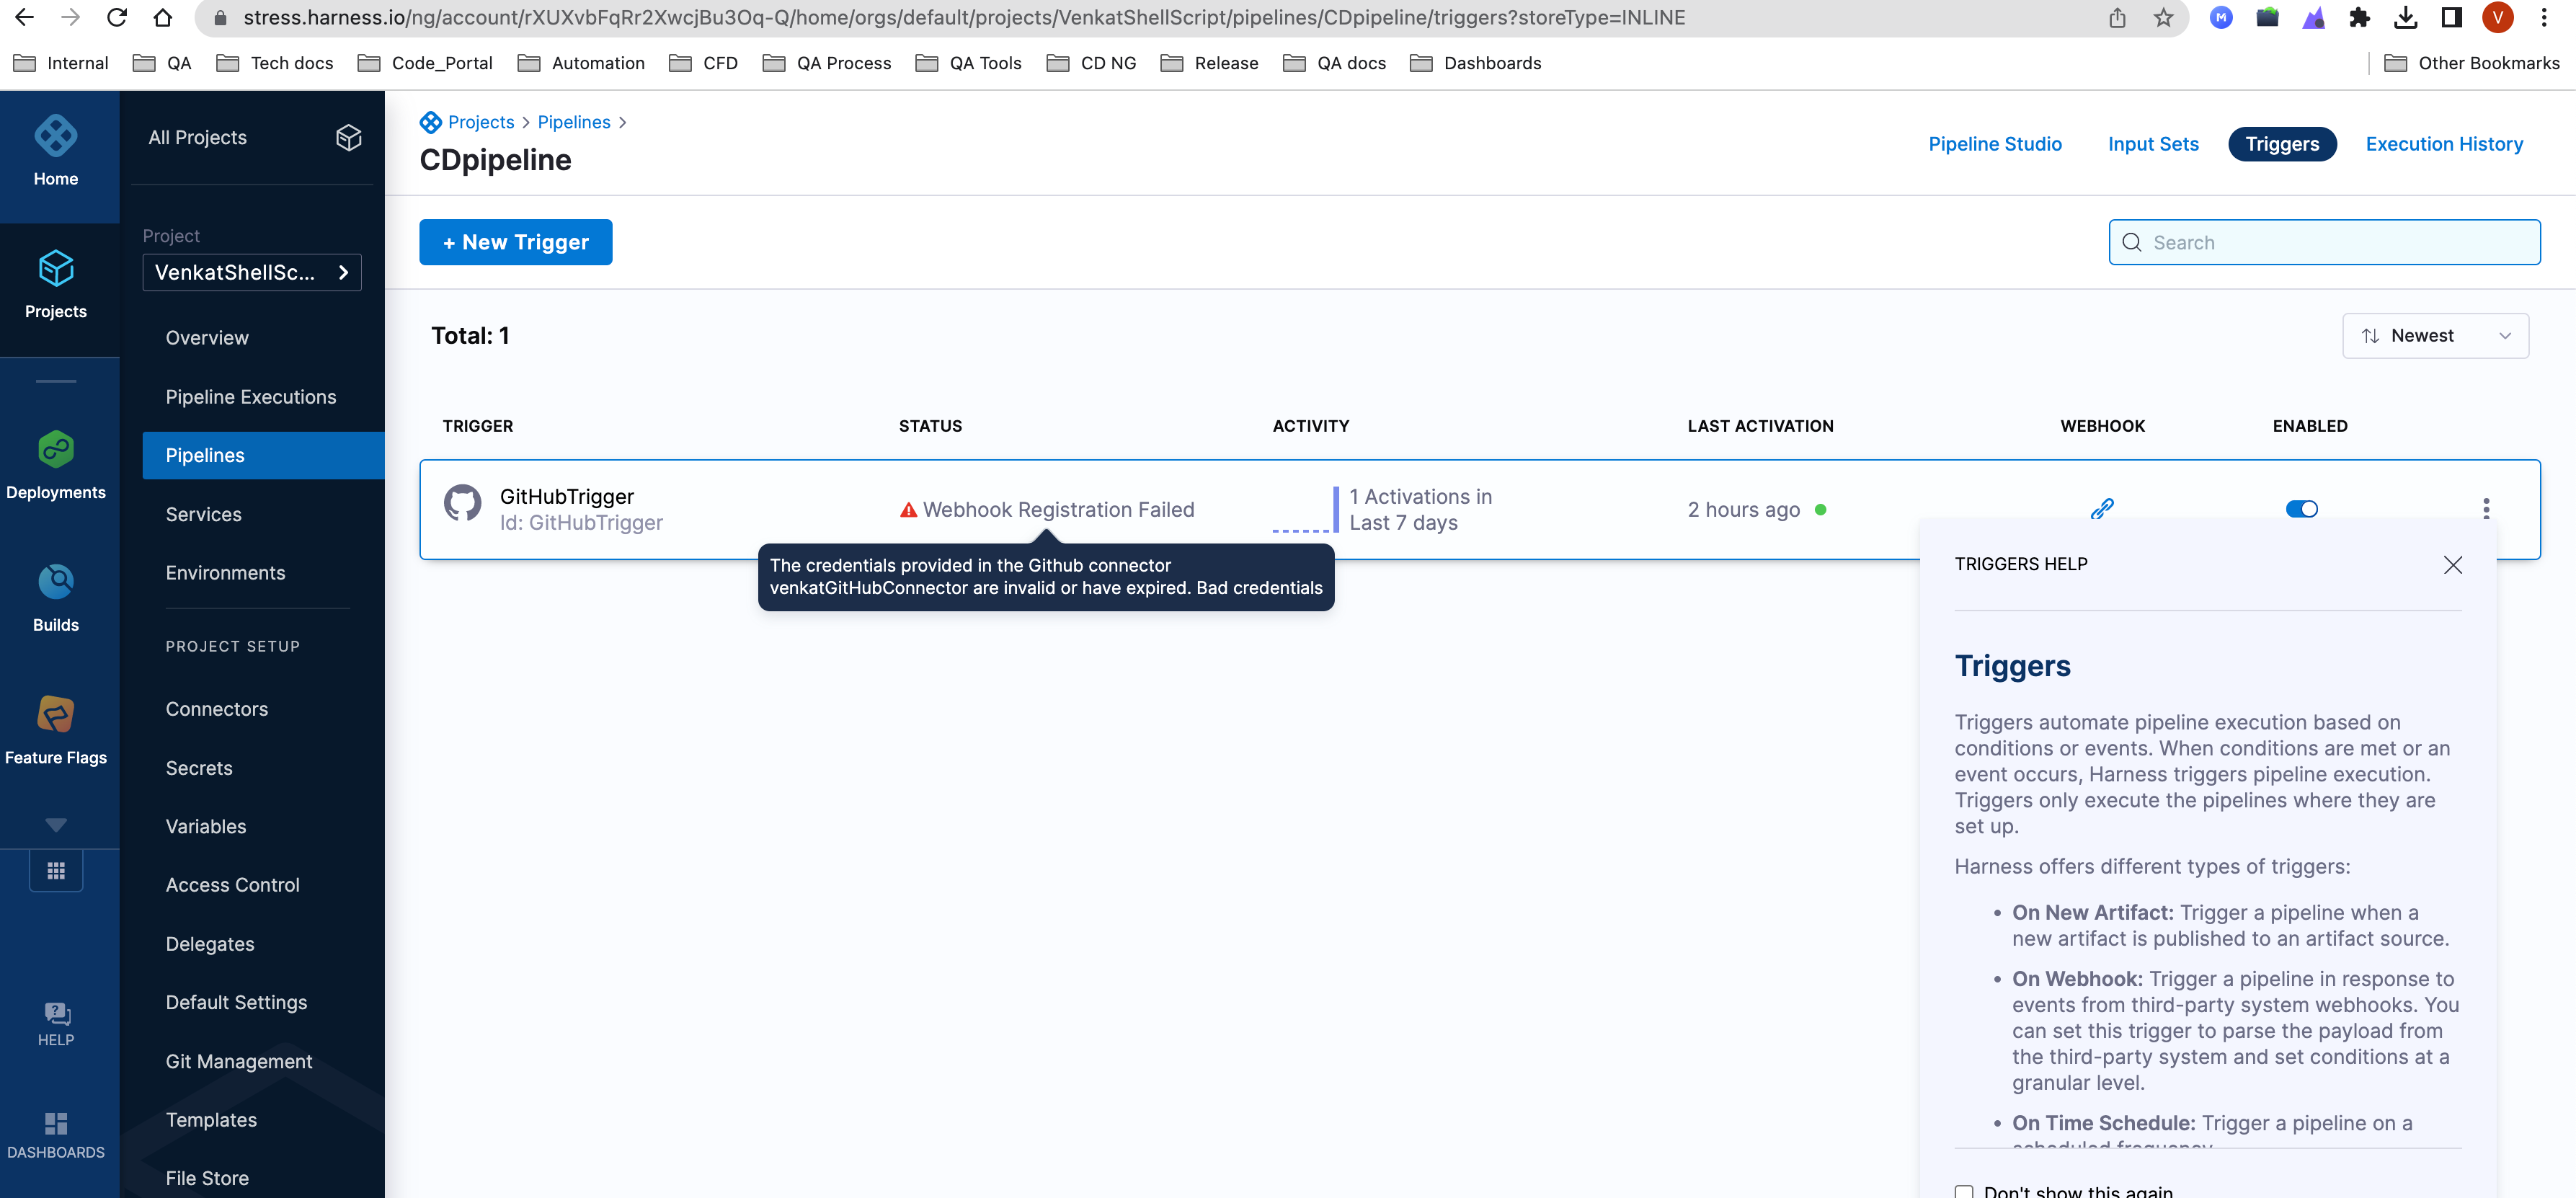 stress.harness.io/ng/account/rXUXvbFqRr2XwcjBu3Oq-Q/home/orgs/default/projects/VenkatShellScript/pipelines/CDpipeline/triggers?storeType=INLINE
M
V
Internal
QA
Tech docs
Code_Portal
Automation
CFD
QA Process
QA Tools
CD NG
Release
QA docs
Dashboards
Other Bookmarks
Home
Projects
Deployments
Builds
Feature Flags
HELP
DASHBOARDS
All Projects
Project
VenkatShellSc...
Overview
Pipeline Executions
Pipelines
Services
Environments
PROJECT SETUP
Connectors
Secrets
Variables
Access Control
Delegates
Default Settings
Git Management
Templates
File Store
Projects > Pipelines >
CDpipeline
Pipeline Studio
Input Sets
Triggers
Execution History
+ New Trigger
Search
Total: 1
Newest
TRIGGER
STATUS
ACTIVITY
LAST ACTIVATION
WEBHOOK
ENABLED
GitHubTrigger
Id: GitHubTrigger
Webhook Registration Failed
1 Activations in
Last 7 days
2 hours ago
The credentials provided in the Github connector
venkatGitHubConnector are invalid or have expired. Bad credentials
TRIGGERS HELP
Triggers
Triggers automate pipeline execution based on
conditions or events. When conditions are met or an
event occurs, Harness triggers pipeline execution.
Triggers only execute the pipelines where they are
set up.
Harness offers different types of triggers:
• On New Artifact: Trigger a pipeline when a
new artifact is published to an artifact source.
• On Webhook: Trigger a pipeline in response to
events from third-party system webhooks. You
can set this trigger to parse the payload from
the third-party system and set conditions at a
granular level.
• On Time Schedule: Trigger a pipeline on a
scheduled frequency.
Don't show this again